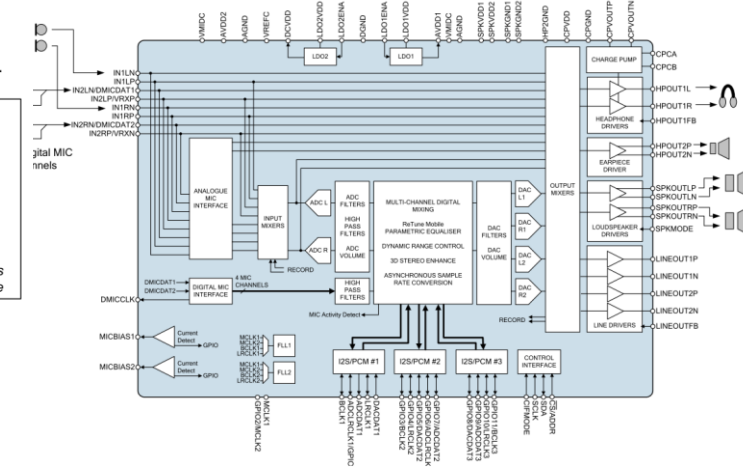 VMIDC
AVDD2
AGND
VREFC
DCVDD
LDO2VDD
LDO2ENA
DGND
LDO1ENA
LDO1VDD
AVDD1
VMIDC
AGND
SPKVDD1
SPKVDD2
SPKGND1
SPKGND2
HP2GND
CPVDD
CPGND
CPVOUTP
CPVOUTN
LDO2
LDO1
IN1LN
IN1LP
IN2LN/DMICDAT1
IN2LP/VRXP
IN1RN
IN1RP
IN2RN/DMICDAT2
IN2RP/VRXN
gital MIC
nnels
s
e
ANALOGUE
MIC
INTERFACE
INPUT
MIXERS
RECORD
ADC L
ADC R
ADC
FILTERS
HIGH
PASS
FILTERS
ADC
VOLUME
MULTI-CHANNEL DIGITAL
MIXING
ReTune Mobile
PARAMETRIC EQUALISER
DYNAMIC RANGE CONTROL
3D STEREO ENHANCE
ASYNCHRONOUS SAMPLE
RATE CONVERSION
DAC
FILTERS
DAC
VOLUME
DAC
L1
DAC
R1
DAC
L2
DAC
R2
RECORD
OUTPUT
MIXERS
CHARGE PUMP
CPCA
CPCB
HEADPHONE
DRIVERS
HPOUT1L
HPOUT1R
HPOUT1FB
EARPIECE
DRIVER
HPOUT2P
HPOUT2N
LOUDSPEAKER
DRIVERS
SPKOUTLP
SPKOUTLN
SPKOUTRP
SPKOUTRN
SPKMODE
LINEOUT1P
LINEOUT1N
LINEOUT2P
LINEOUT2N
LINEOUTFB
LINE DRIVERS
DMICDAT1
DMICDAT2
DIGITAL MIC
INTERFACE
4 MIC
CHANNELS
HIGH
PASS
FILTERS
MIC Activity Detect
DMICCLK
MICBIAS1
Current
Detect
GPIO
MICBIAS2
Current
Detect
GPIO
MCLK1
MCLK2
BCLK1
LRCLK1
FLL1
MCLK1
MCLK2
BCLK2
LRCLK2
FLL2
I2S/PCM #1
I2S/PCM #2
I2S/PCM #3
CONTROL
INTERFACE
GPIO2/MCLK2
MCLK1
BCLK1
ADCLRCLK1/GPIO
ADCDAT1
LRCLK1
DACDAT1
GPIO3/BCLK2
GPIO4/LRCLK2
GPIO5/DACDAT2
GPIO6/ADCLRCLK
GPIO7/ADCDAT2
GPIO8/DACDAT3
GPIO9/ADCDAT3
GPIO10/LRCLK3
GPIO11/BCLK3
CIFMODE
SCLK
SDA
CS/ADDR